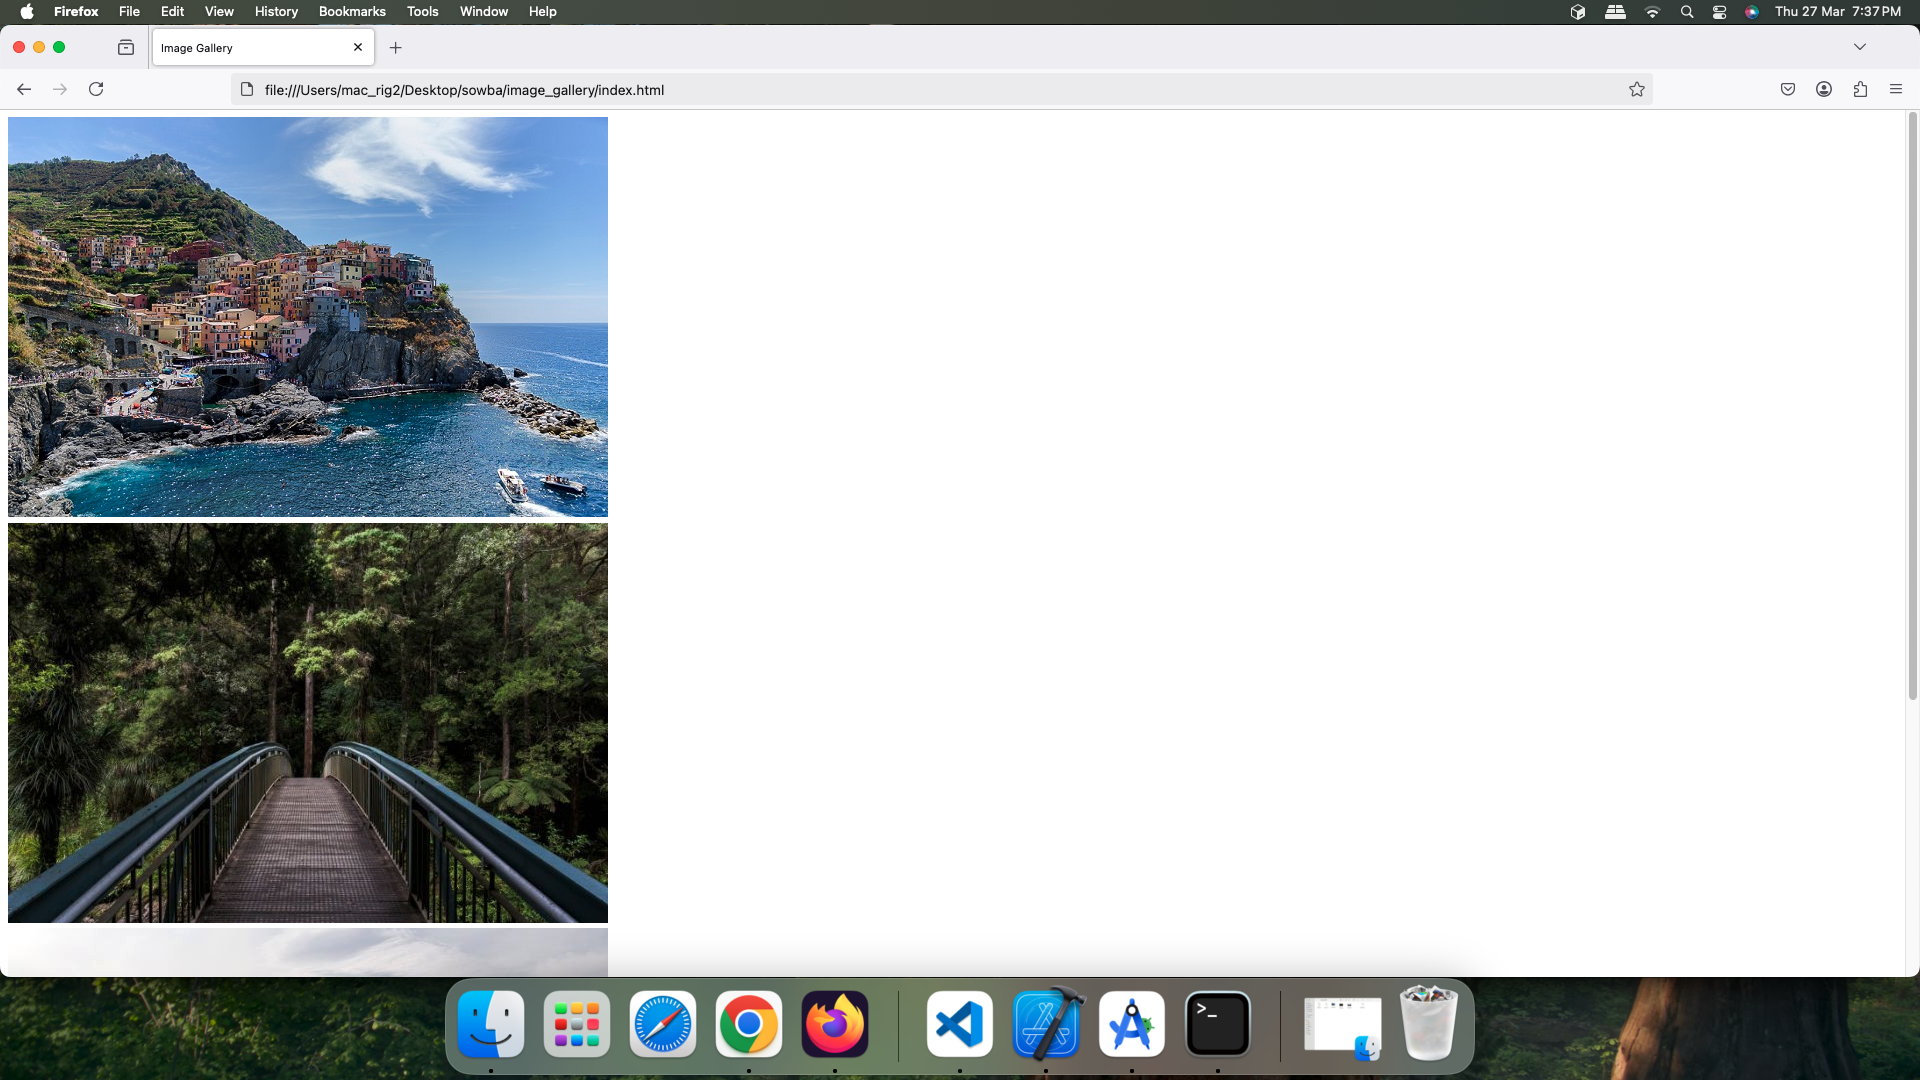 Firefox File Edit View History Bookmarks Tools Window Help Thu 27 Mar 7:37 PM
Image Gallery
file:///Users/mac_rig2/Desktop/sowba/image_gallery/index.html
>_